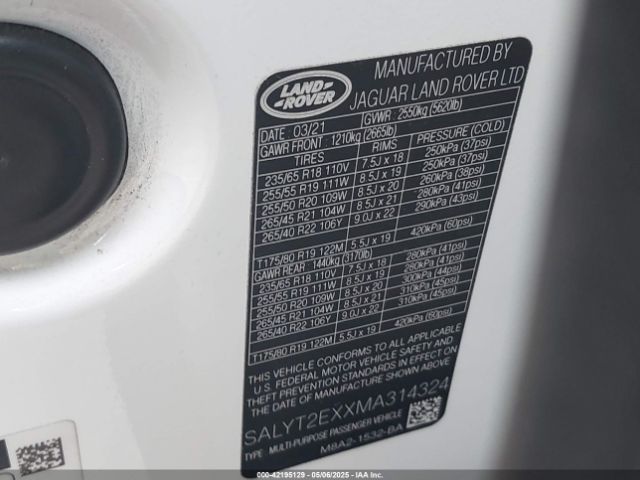 LAND-
-ROVER
MANUFACTURED BY
JAGUAR LAND ROVER LTD
DATE : 03/21 GVWR : 2550kg (5620lb)
GAWR FRONT : 1210kg (2665lb)
TIRES RIMS PRESSURE (COLD)
235/65 R18 110V 7.5J x 18 250kPa (37psi)
255/55 R19 111W 8.5J x 19 250kPa (37psi)
255/50 R20 109W 8.5J x 20 260kPa (38psi)
265/45 R21 104W 8.5J x 21 280kPa (41psi)
265/40 R22 106Y 9.0J x 22 290kPa (43psi)
T175/80 R19 122M 5.5J x 19 420kPa (60psi)
GAWR REAR : 1440kg (3170lb)
235/65 R18 110V 7.5J x 18 280kPa (41psi)
255/55 R19 111W 8.5J x 19 280kPa (41psi)
255/50 R20 109W 8.5J x 20 300kPa (44psi)
265/45 R21 104W 8.5J x 21 310kPa (45psi)
265/40 R22 106Y 9.0J x 22 310kPa (45psi)
T175/80 R19 122M 5.5J x 19 420kPa (60psi)
THIS VEHICLE CONFORMS TO ALL APPLICABLE
U.S. FEDERAL MOTOR VEHICLE SAFETY AND
THEFT PREVENTION STANDARDS IN EFFECT ON
THE DATE OF MANUFACTURE SHOWN ABOVE.
SALYT2EXXMA314324
TYPE : MULTI-PURPOSE PASSENGER VEHICLE
M8A2-1532-BA
000-42195129 - 05/06/2025 - IAAI.COM